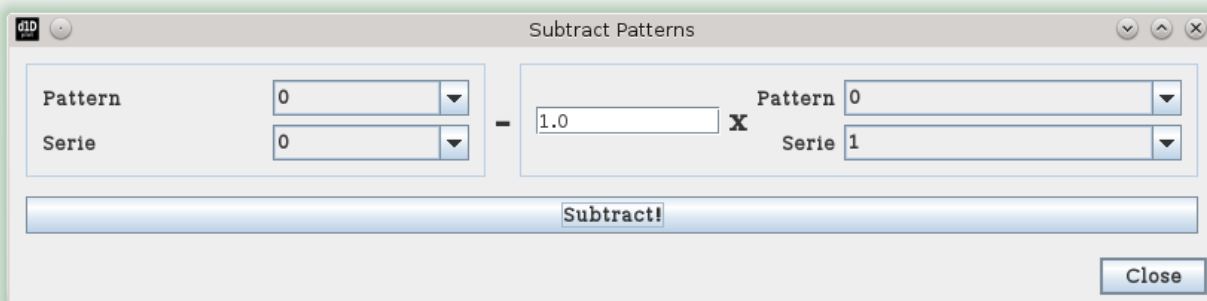 d1D
Subtract Patterns
Pattern 0
Serie 0
-
1.0 x
Pattern 0
Serie 1
Subtract!
Close